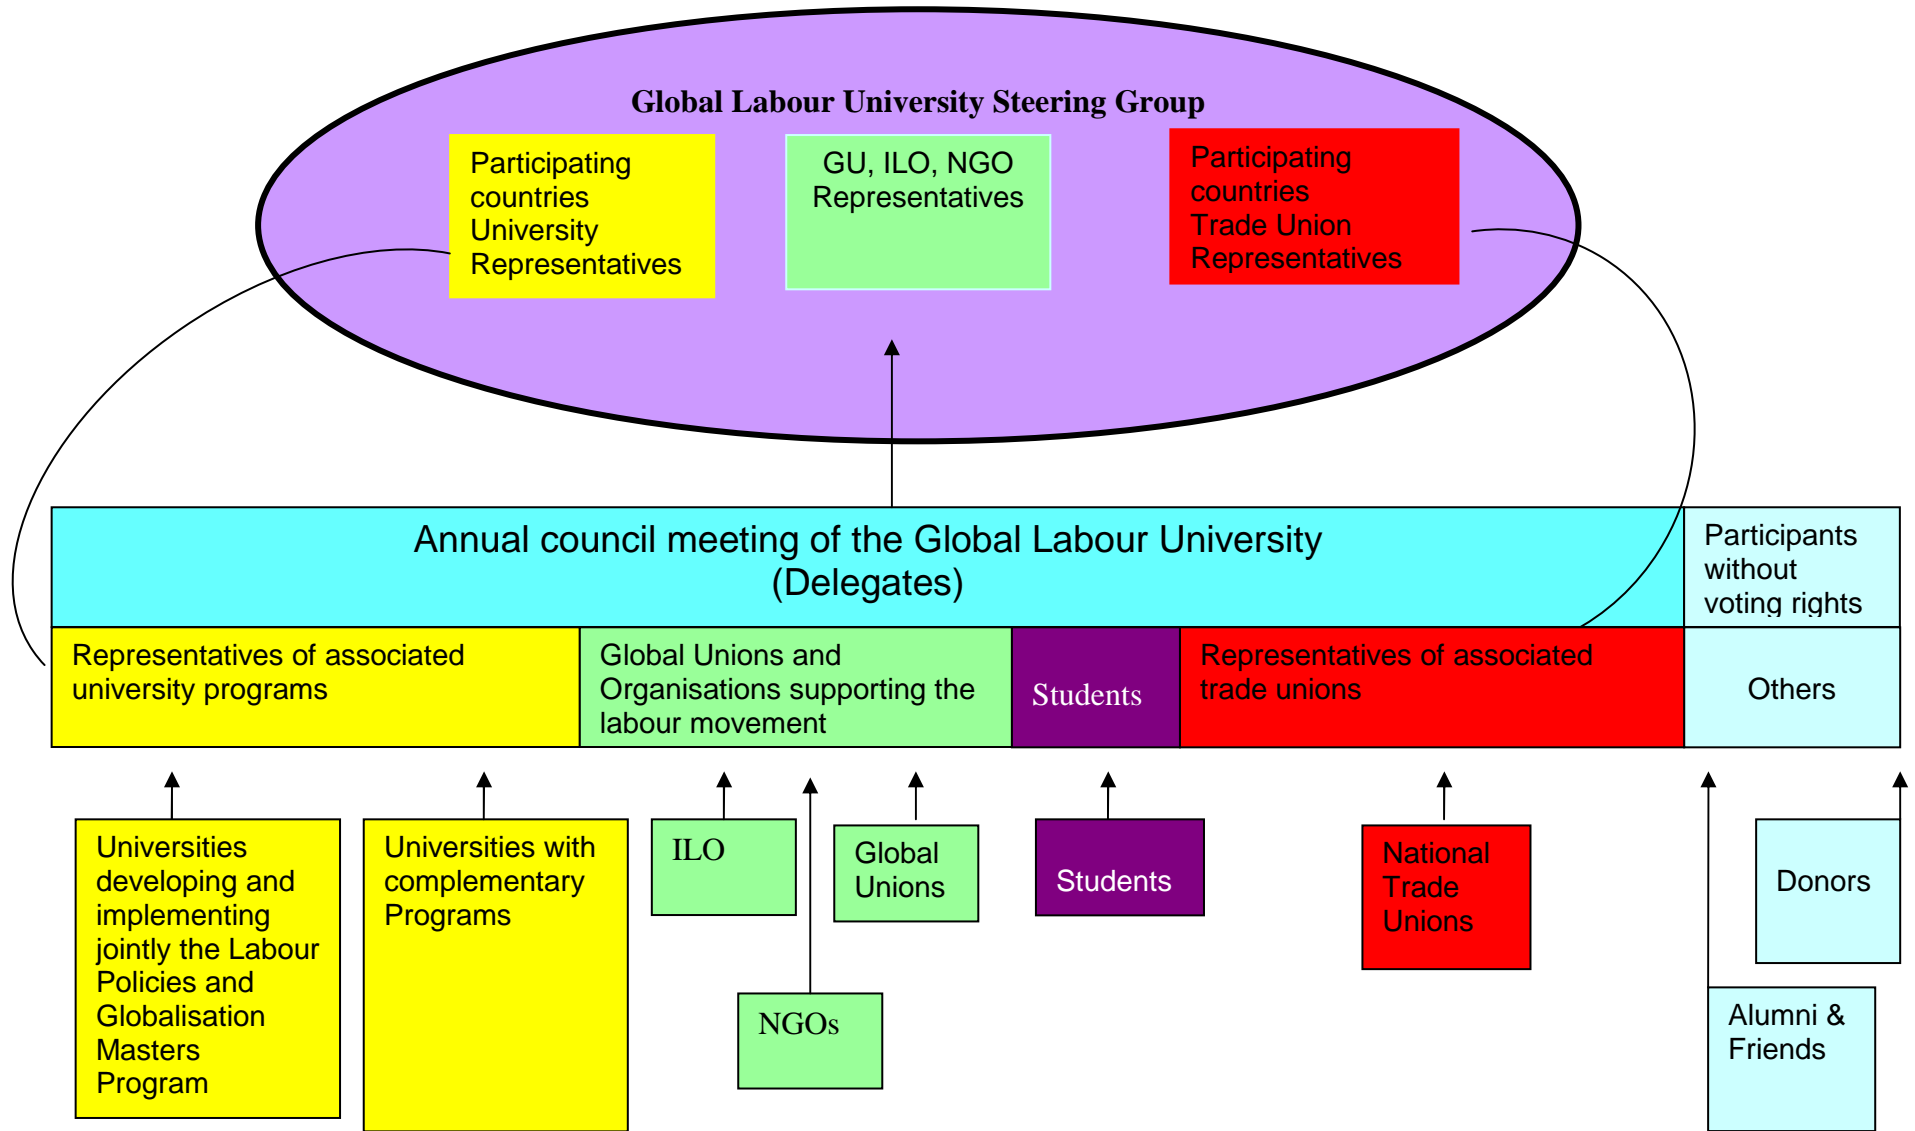 Global Labour University Steering Group
Participating
countries
University
Representatives
GU, ILO, NGO
Representatives
Participating
countries
Trade Union
Representatives
Annual council meeting of the Global Labour University
(Delegates)
Participants
without
voting rights
Representatives of associated
university programs
Global Unions and
Organisations supporting the
labour movement
Students
Representatives of associated
trade unions
Others
Universities
developing and
implementing
jointly the Labour
Policies and
Globalisation
Masters
Program
Universities with
complementary
Programs
ILO
NGOs
Global
Unions
Students
National
Trade
Unions
Donors
Alumni &
Friends